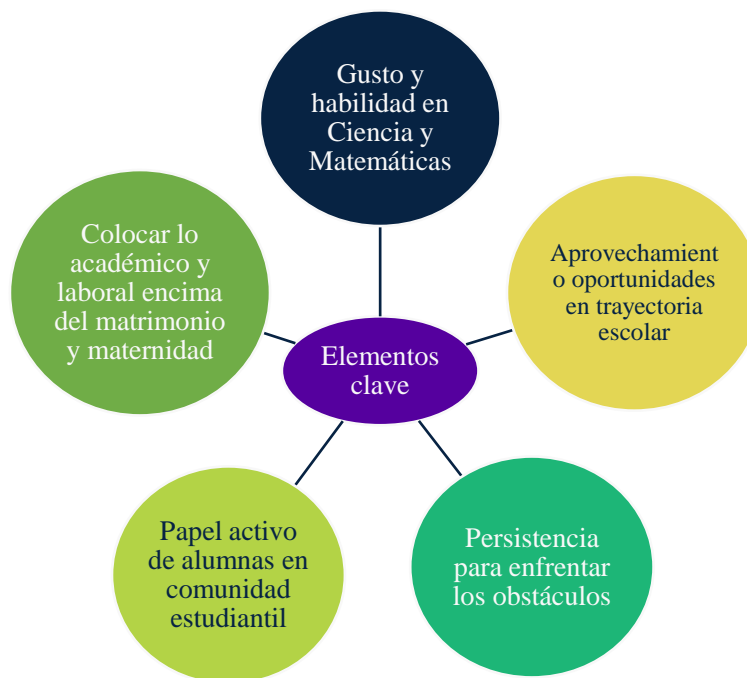 Gusto y
habilidad en
Ciencia y
Matemáticas
Aprovechamient
o oportunidades
en trayectoria
escolar
Persistencia
para enfrentar
los obstáculos
Papel activo
de alumnas en
comunidad
estudiantil
Colocar lo
académico y
laboral encima
del matrimonio
y maternidad
Elementos
clave